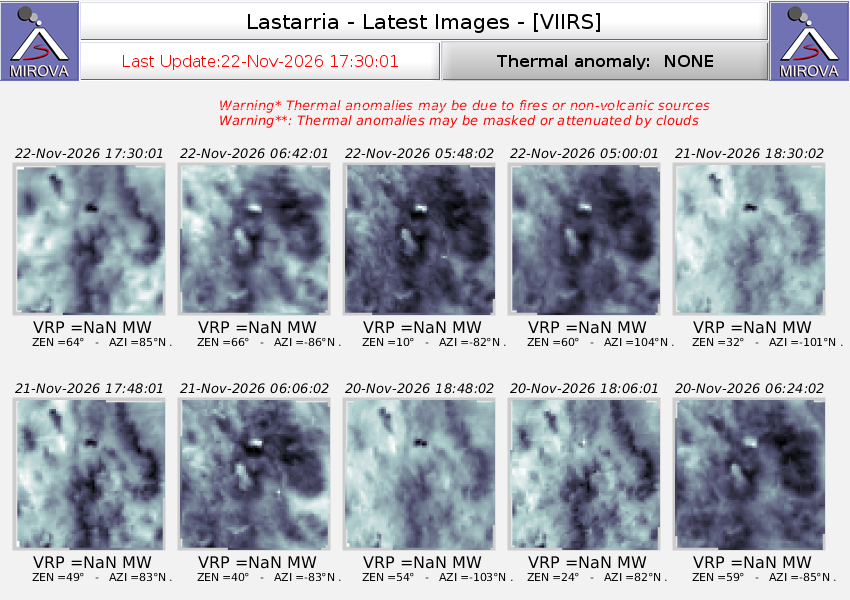 Lastarria - Latest Images - [VIIRS]
MIROVA
Last Update:22-Nov-2026 17:30:01
Thermal anomaly: NONE
MIROVA
Warning* Thermal anomalies may be due to fires or non-volcanic sources
Warning**: Thermal anomalies may be masked or attenuated by clouds
22-Nov-2026 17:30:01
22-Nov-2026 06:42:01
22-Nov-2026 05:48:02
22-Nov-2026 05:00:01
21-Nov-2026 18:30:02
VRP =NaN MW
VRP =NaN MW
VRP =NaN MW
VRP =NaN MW
VRP =NaN MW
ZEN =64° - AZI =85°N .
ZEN =66° - AZI =-86°N .
ZEN =10° - AZI =-82°N .
ZEN =60° - AZI =104°N .
ZEN =32° - AZI =-101°N .
21-Nov-2026 17:48:01
21-Nov-2026 06:06:02
20-Nov-2026 18:48:02
20-Nov-2026 18:06:01
20-Nov-2026 06:24:02
VRP =NaN MW
VRP =NaN MW
VRP =NaN MW
VRP =NaN MW
VRP =NaN MW
ZEN =49° - AZI =83°N .
ZEN =40° - AZI =-83°N .
ZEN =54° - AZI =-103°N .
ZEN =24° - AZI =82°N .
ZEN =59° - AZI =-85°N .